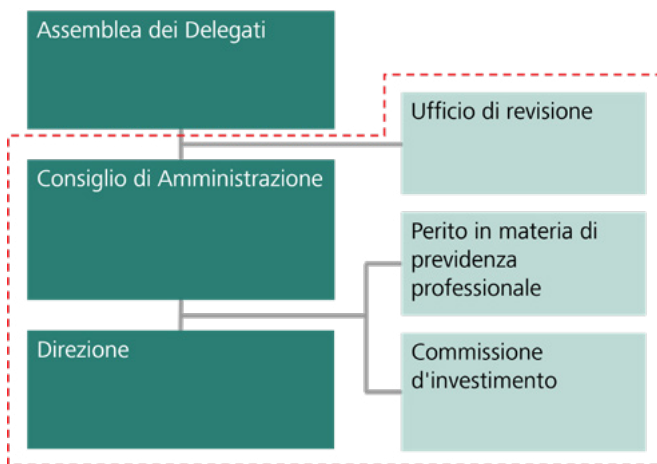 Assemblea dei Delegati
Ufficio di revisione
Consiglio di Amministrazione
Perito in materia di
previdenza
professionale
Direzione
Commissione
d'investimento